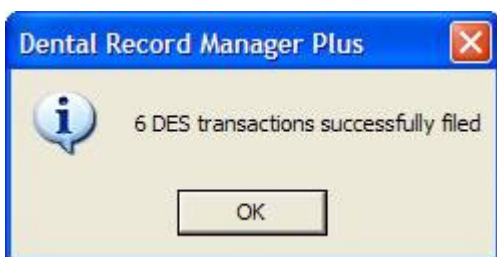 Dental Record Manager Plus
6 DES transactions successfully filed
OK